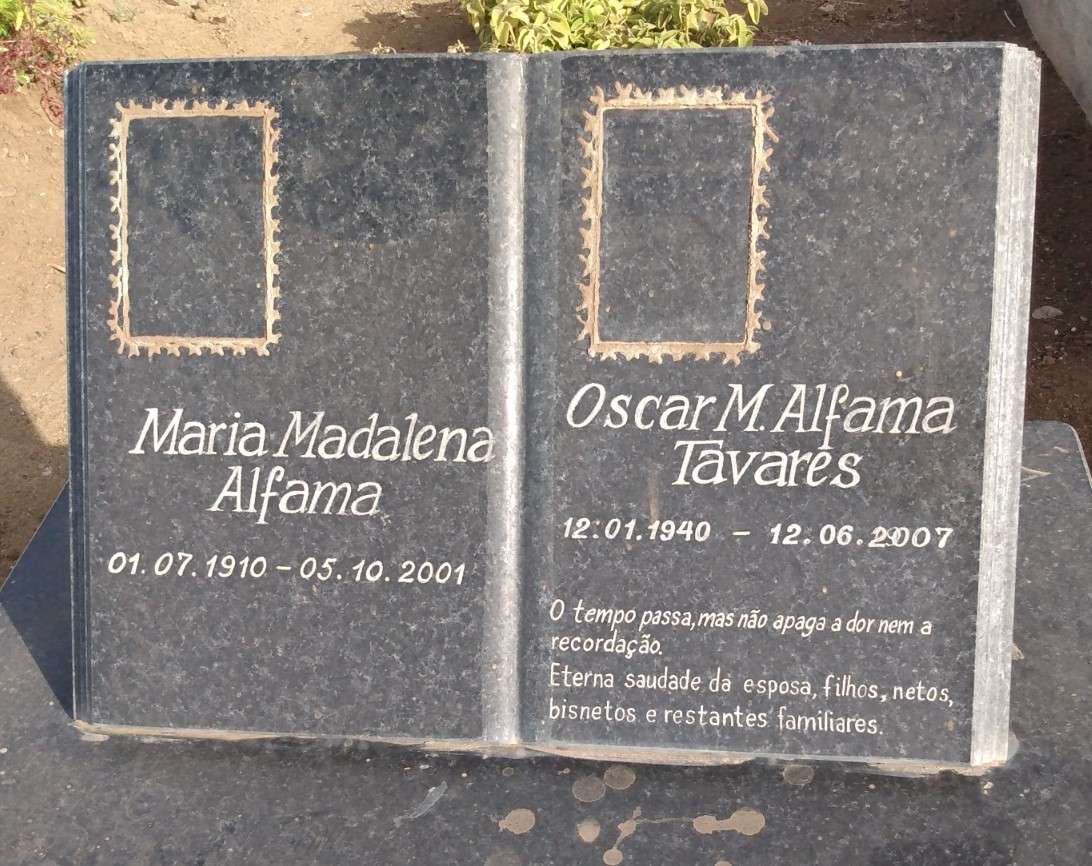 Maria Madalena
Alfama
01.07.1910 - 05.10.2001
Oscar M. Alfama
Tavares
12.01.1940 - 12.06.2007
O tempo passa, mas não apaga a dor nem a
recordação.
Eterna saudade da esposa, filhos, netos,
bisnetos e restantes familiares.